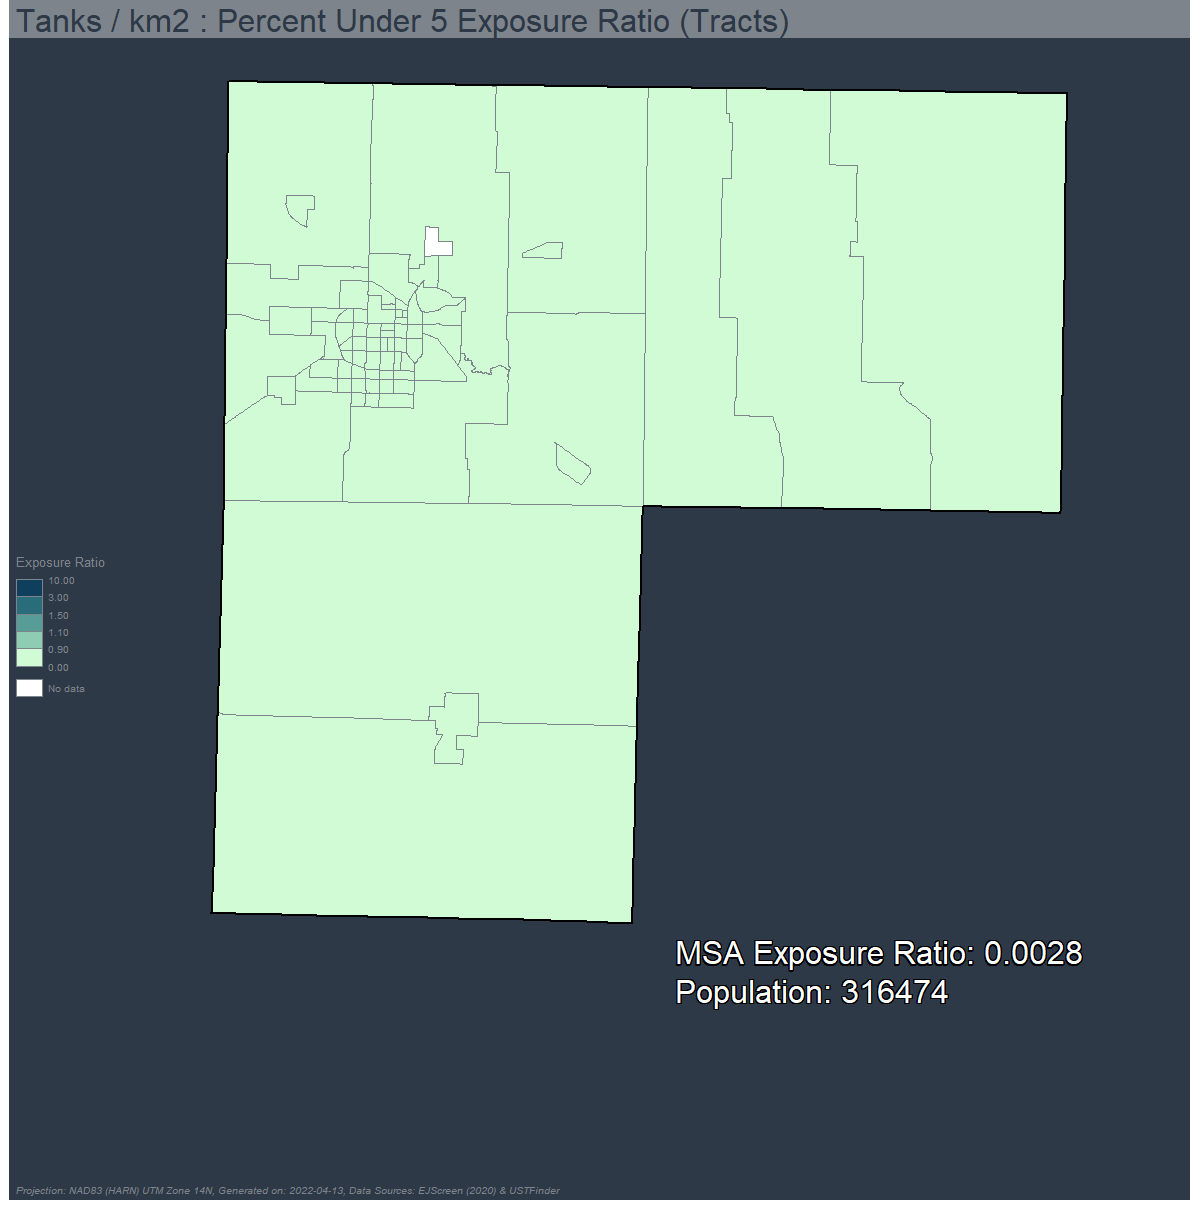 Tanks / km2 : Percent Under 5 Exposure Ratio (Tracts)
Exposure Ratio
10.00
3.00
1.50
1.10
0.90
0.00
No data
MSA Exposure Ratio: 0.0028
Population: 316474
Projection: NAD83 (HARN) UTM Zone 14N, Generated on: 2022-04-13, Data Sources: EJScreen (2020) & USTFinder